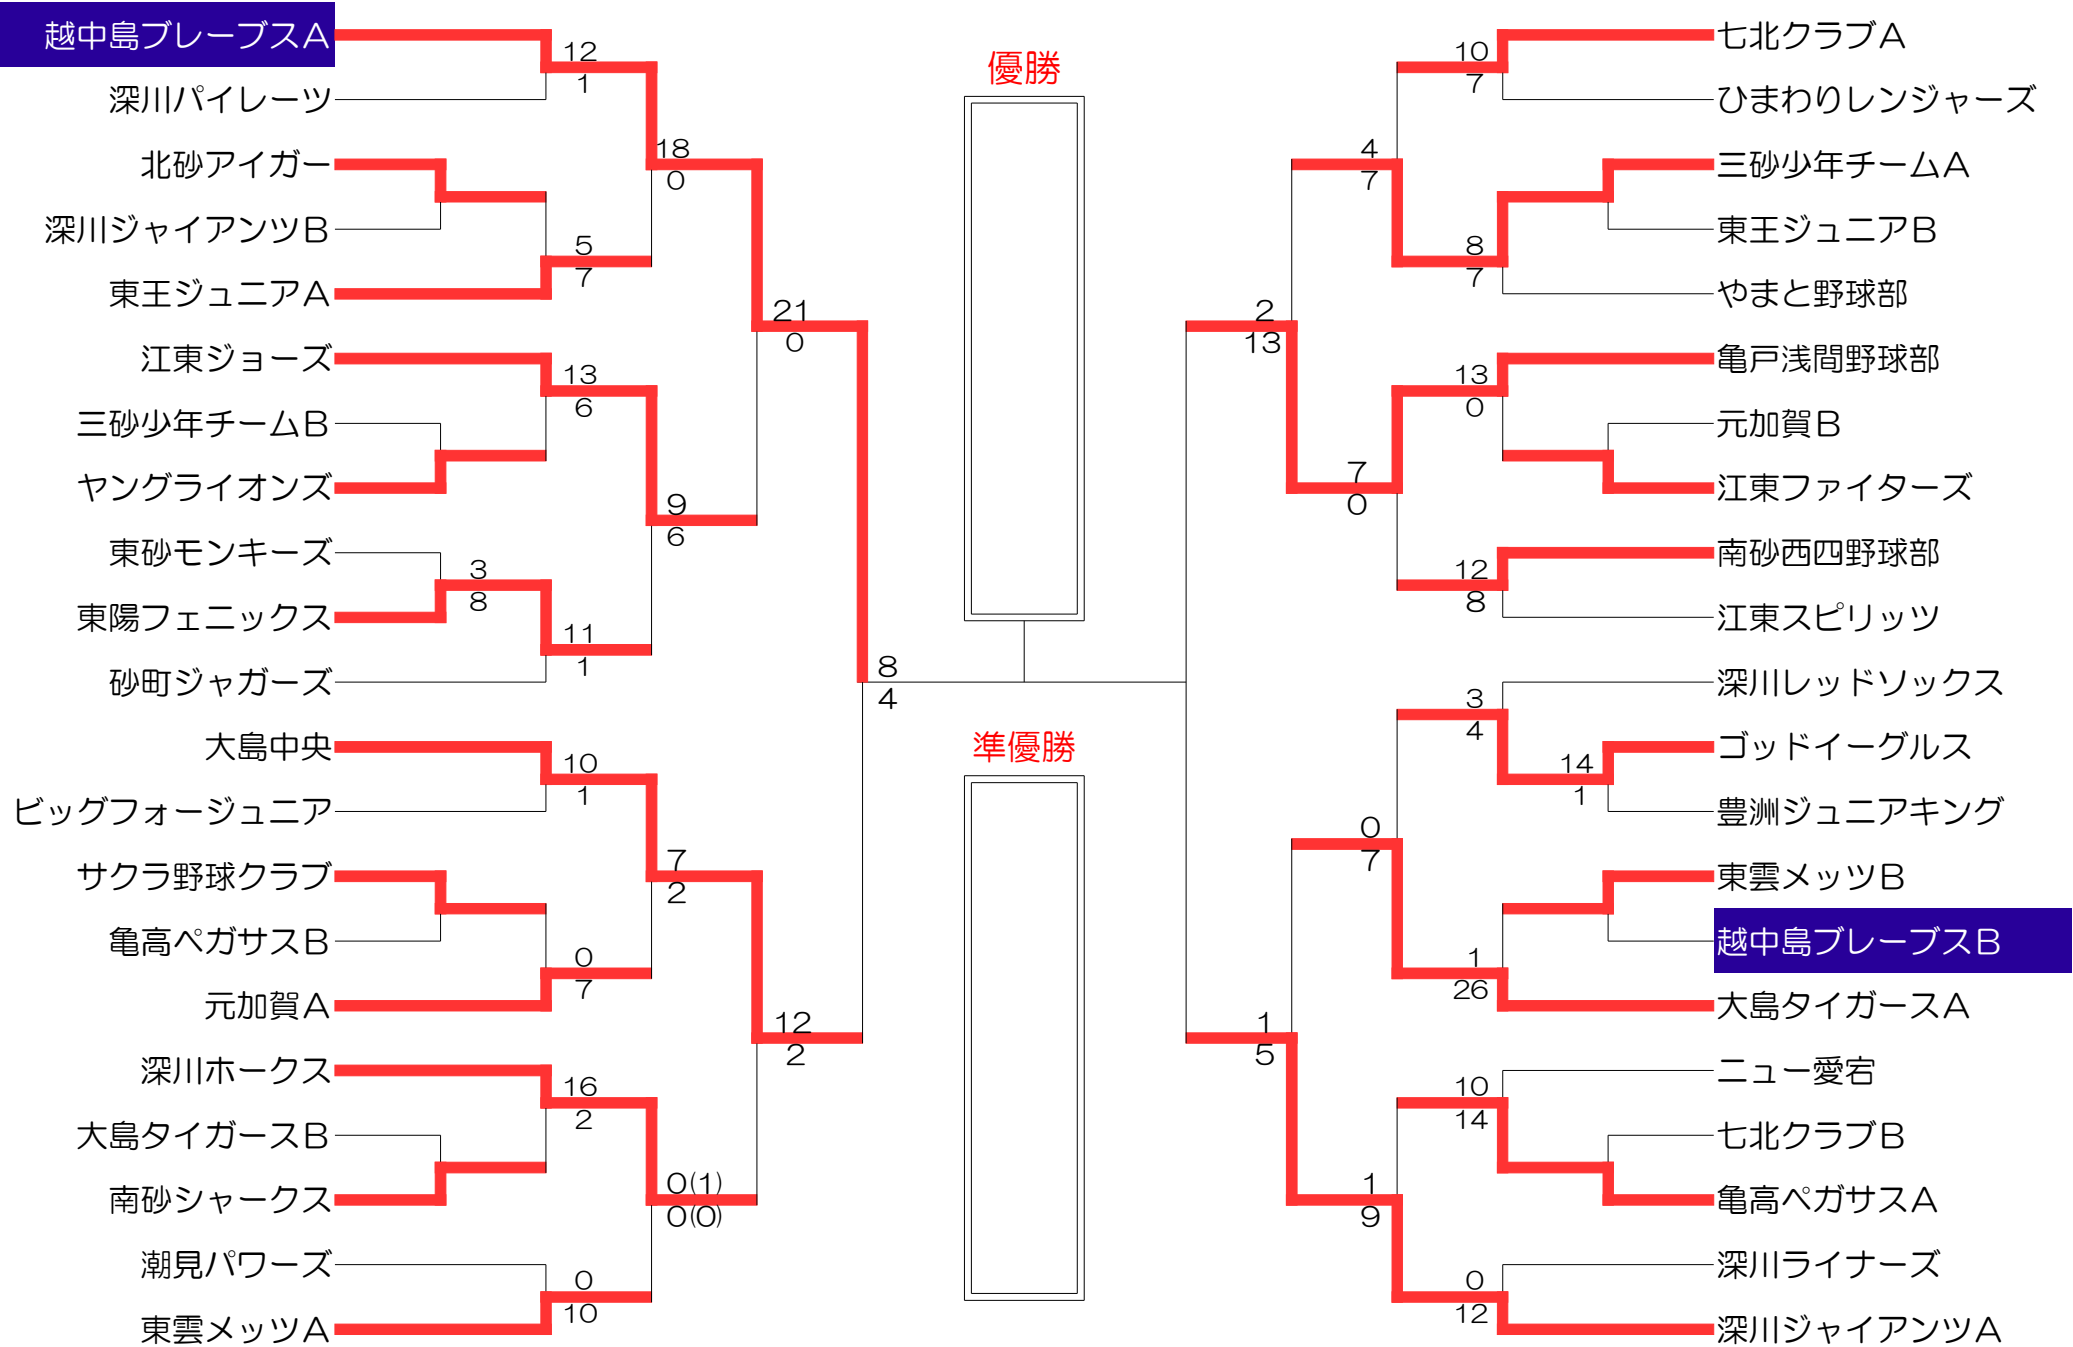 越中島ブレーブスA
12
1
深川パイレーツ
18
0
北砂アイガー
深川ジャイアンツB
5
7
東王ジュニアA
21
0
江東ジョーズ
13
6
三砂少年チームB
ヤングライオンズ
9
6
東砂モンキーズ
3
8
東陽フェニックス
11
1
砂町ジャガーズ
8
4
大島中央
10
1
ビッグフォージュニア
7
2
サクラ野球クラブ
亀高ペガサスB
0
7
元加賀A
12
2
深川ホークス
16
2
大島タイガースB
南砂シャークス
0(1)
0(0)
潮見パワーズ
0
10
東雲メッツA
優勝
準優勝
七北クラブA
10
7
ひまわりレンジャーズ
4
7
三砂少年チームA
東王ジュニアB
8
7
やまと野球部
2
13
亀戸浅間野球部
13
0
元加賀B
江東ファイターズ
7
0
南砂西四野球部
12
8
江東スピリッツ
深川レッドソックス
3
4
ゴッドイーグルス
14
1
豊洲ジュニアキング
0
7
東雲メッツB
越中島ブレーブスB
1
26
大島タイガースA
1
5
ニュー愛宕
10
14
七北クラブB
亀高ペガサスA
1
9
深川ライナーズ
0
12
深川ジャイアンツA